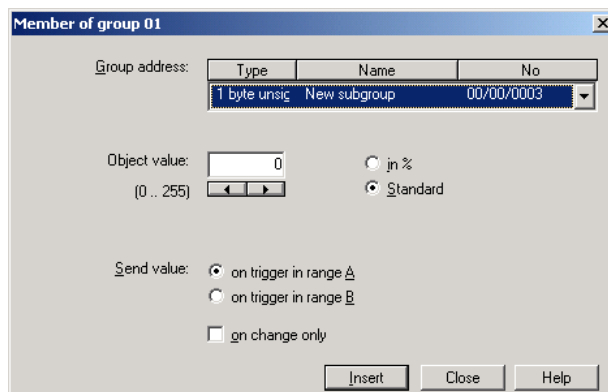 Member of group 01
Group address:
Type Name No
1 byte unsig New subgroup 00/00/0003
Object value: 0 in %
(0 .. 255) Standard
Send value: on trigger in range A
on trigger in range B
on change only
Insert Close Help